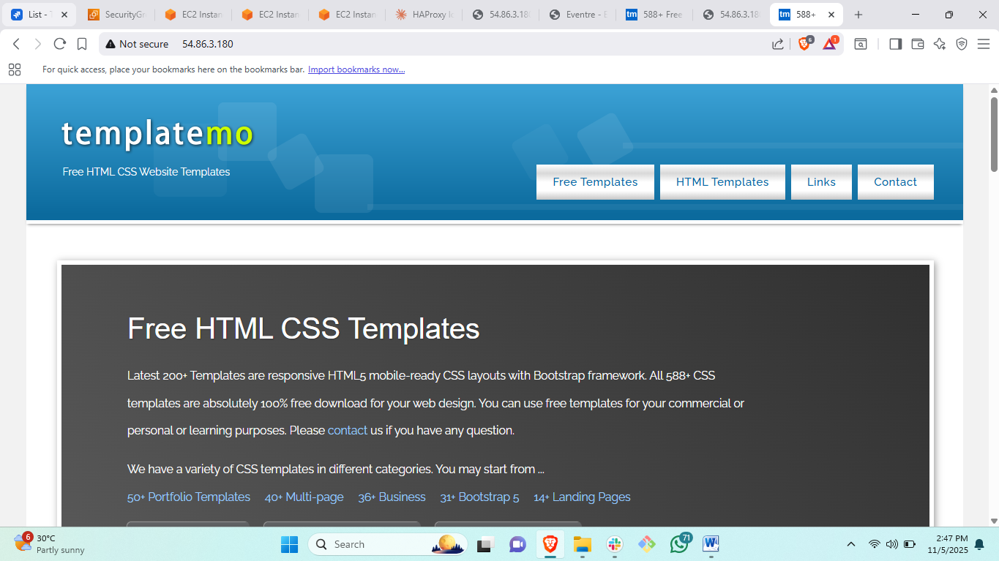 List - T
SecurityGr
EC2 Instan
EC2 Instan
EC2 Instan
HAProxy lo
54.86.3.180
Eventre - E
588+ Free
54.86.3.180
588+
Not secure
54.86.3.180
6
1
For quick access, place your bookmarks here on the bookmarks bar. Import bookmarks now...
templatemo
Free HTML CSS Website Templates
Free Templates
HTML Templates
Links
Contact
Free HTML CSS Templates
Latest 200+ Templates are responsive HTML5 mobile-ready CSS layouts with Bootstrap framework. All 588+ CSS
templates are absolutely 100% free download for your web design. You can use free templates for your commercial or
personal or learning purposes. Please contact us if you have any question.
We have a variety of CSS templates in different categories. You may start from ...
50+ Portfolio Templates 40+ Multi-page 36+ Business 31+ Bootstrap 5 14+ Landing Pages
6
30°C
Partly sunny
Search
71
W
2:47 PM
11/5/2025